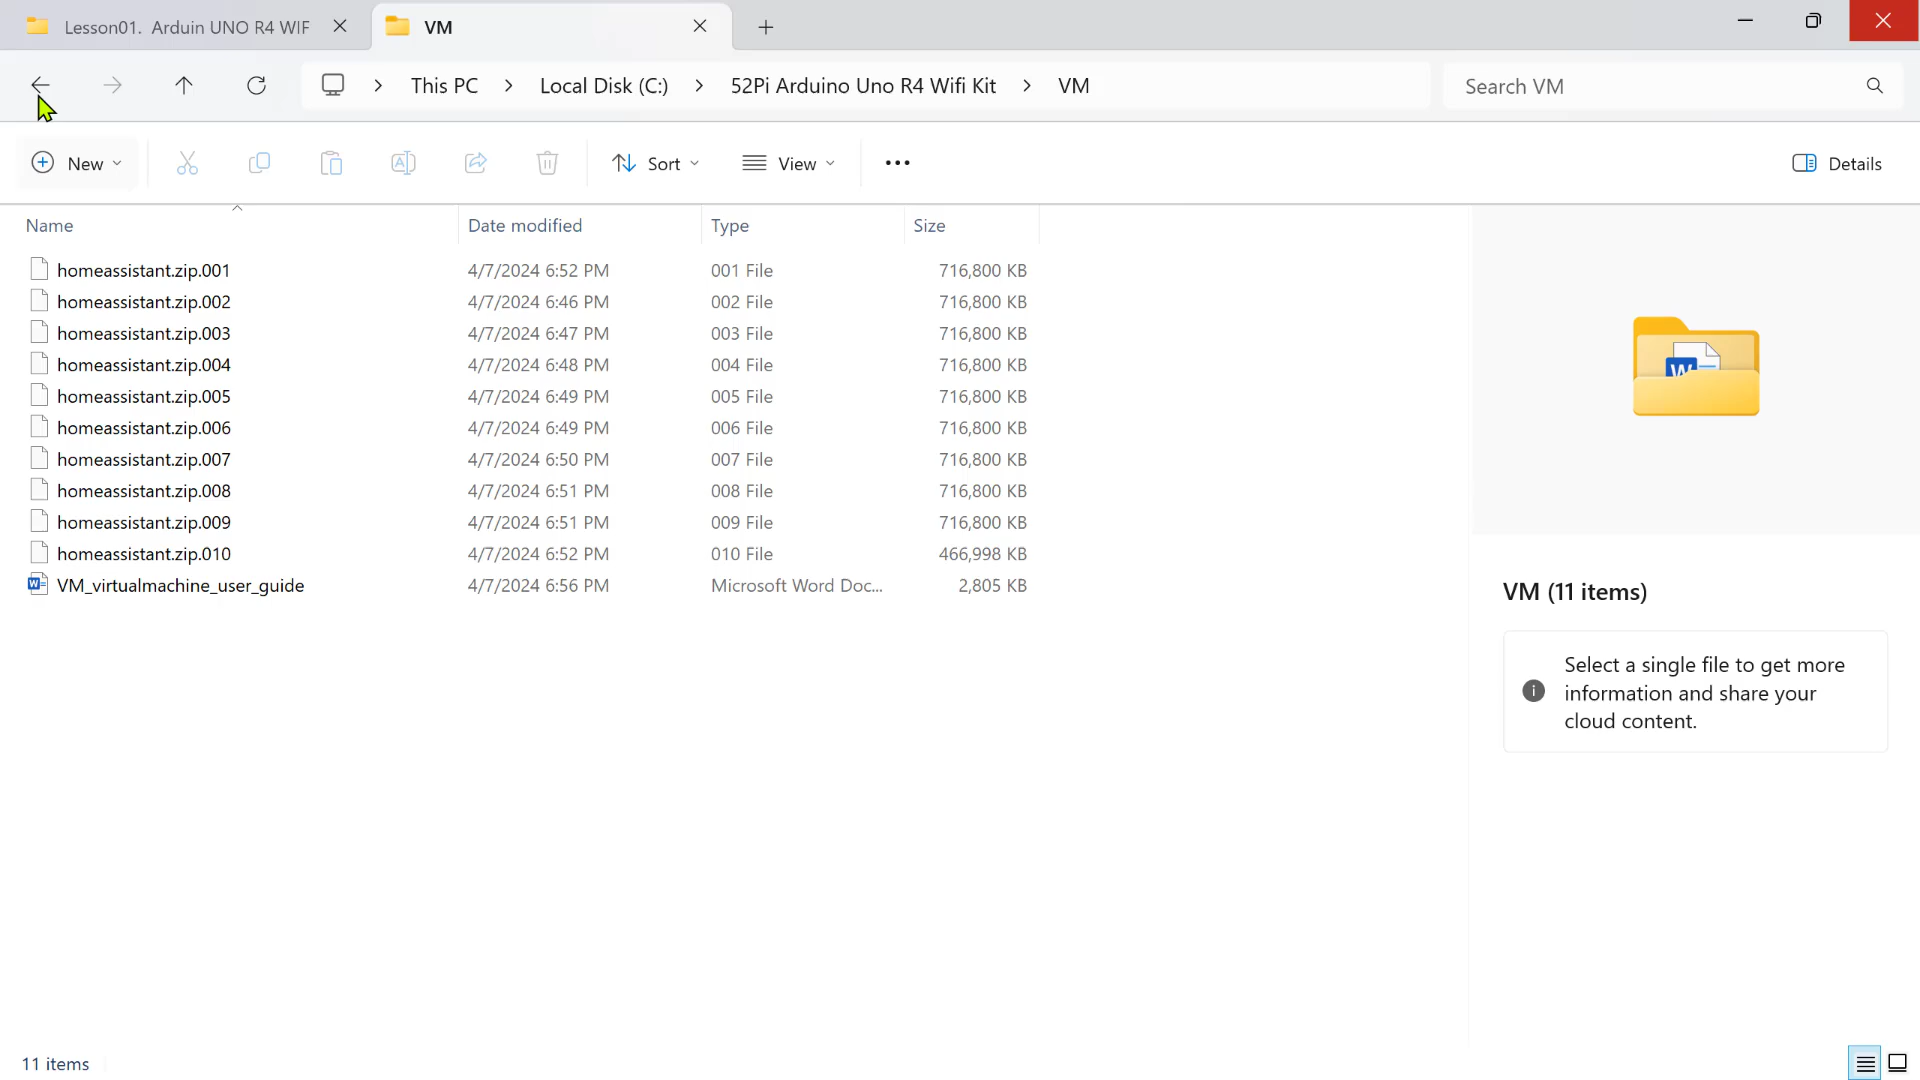 Lesson01. Arduin UNO R4 WIF
VM
This PC > Local Disk (C:) > 52Pi Arduino Uno R4 Wifi Kit > VM
Search VM
New
Sort
View
Details
Name Date modified Type Size
homeassistant.zip.001 4/7/2024 6:52 PM 001 File 716,800 KB
homeassistant.zip.002 4/7/2024 6:46 PM 002 File 716,800 KB
homeassistant.zip.003 4/7/2024 6:47 PM 003 File 716,800 KB
homeassistant.zip.004 4/7/2024 6:48 PM 004 File 716,800 KB
homeassistant.zip.005 4/7/2024 6:49 PM 005 File 716,800 KB
homeassistant.zip.006 4/7/2024 6:49 PM 006 File 716,800 KB
homeassistant.zip.007 4/7/2024 6:50 PM 007 File 716,800 KB
homeassistant.zip.008 4/7/2024 6:51 PM 008 File 716,800 KB
homeassistant.zip.009 4/7/2024 6:51 PM 009 File 716,800 KB
homeassistant.zip.010 4/7/2024 6:52 PM 010 File 466,998 KB
VM_virtualmachine_user_guide 4/7/2024 6:56 PM Microsoft Word Doc... 2,805 KB
VM (11 items)
Select a single file to get more
information and share your
cloud content.
11 items